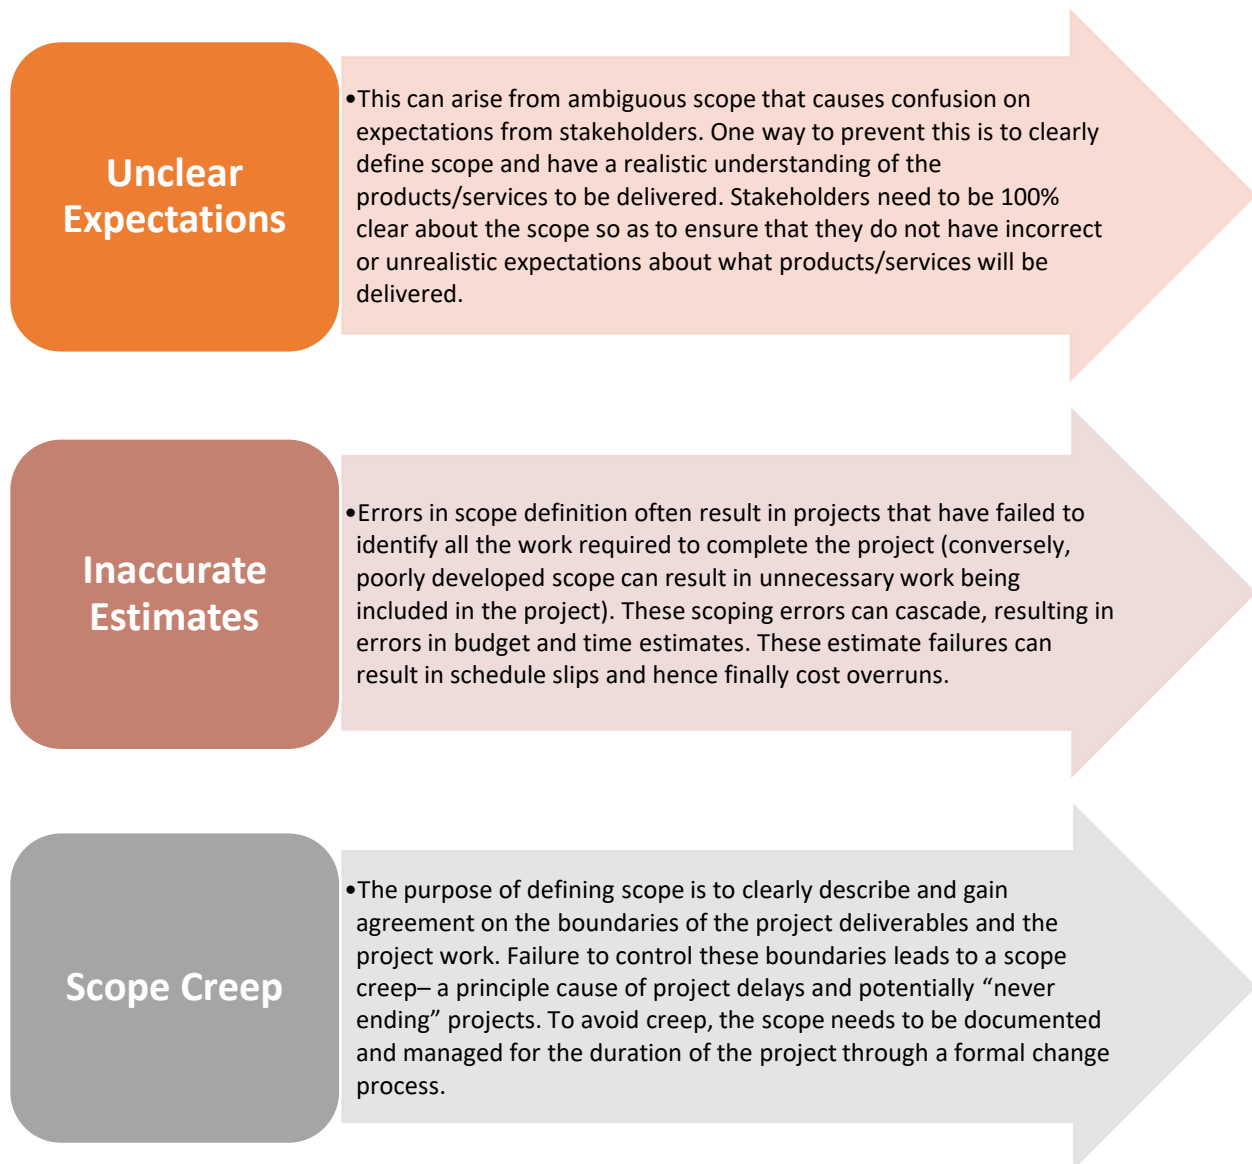 Unclear
Expectations
•This can arise from ambiguous scope that causes confusion on
expectations from stakeholders. One way to prevent this is to clearly
define scope and have a realistic understanding of the
products/services to be delivered. Stakeholders need to be 100%
clear about the scope so as to ensure that they do not have incorrect
or unrealistic expectations about what products/services will be
delivered.
Inaccurate
Estimates
•Errors in scope definition often result in projects that have failed to
identify all the work required to complete the project (conversely,
poorly developed scope can result in unnecessary work being
included in the project). These scoping errors can cascade, resulting in
errors in budget and time estimates. These estimate failures can
result in schedule slips and hence finally cost overruns.
Scope Creep
•The purpose of defining scope is to clearly describe and gain
agreement on the boundaries of the project deliverables and the
project work. Failure to control these boundaries leads to a scope
creep– a principle cause of project delays and potentially “never
ending” projects. To avoid creep, the scope needs to be documented
and managed for the duration of the project through a formal change
process.